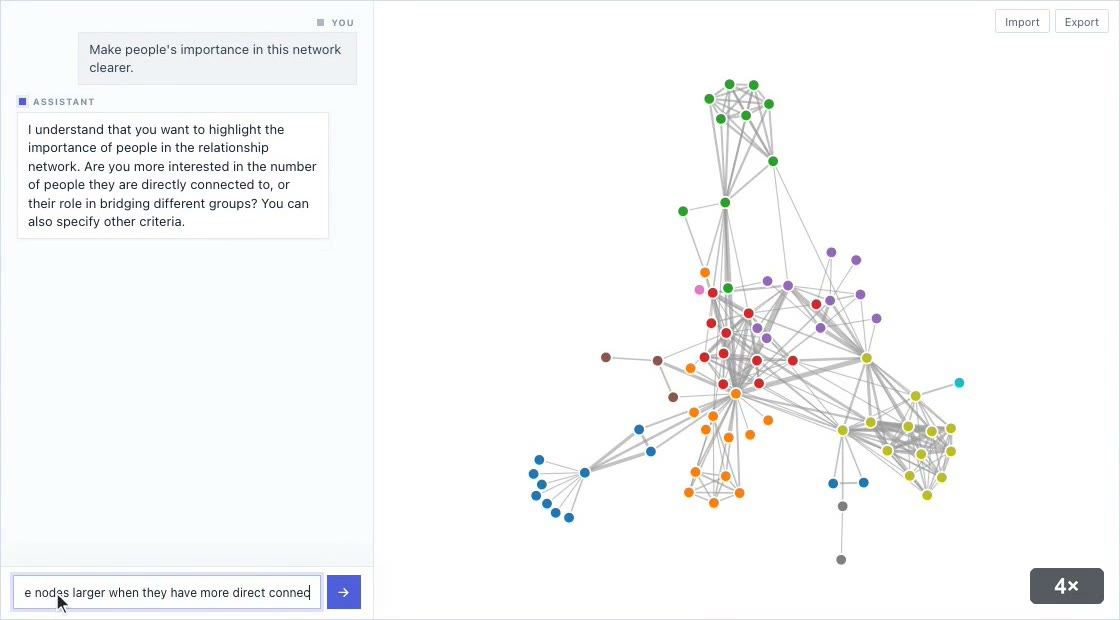 Import
Export
YOU
Make people's importance in this network
clearer.
ASSISTANT
I understand that you want to highlight the
importance of people in the relationship
network. Are you more interested in the number
of people they are directly connected to, or
their role in bridging different groups? You can
also specify other criteria.
e nodes larger when they have more direct connec
→
4×